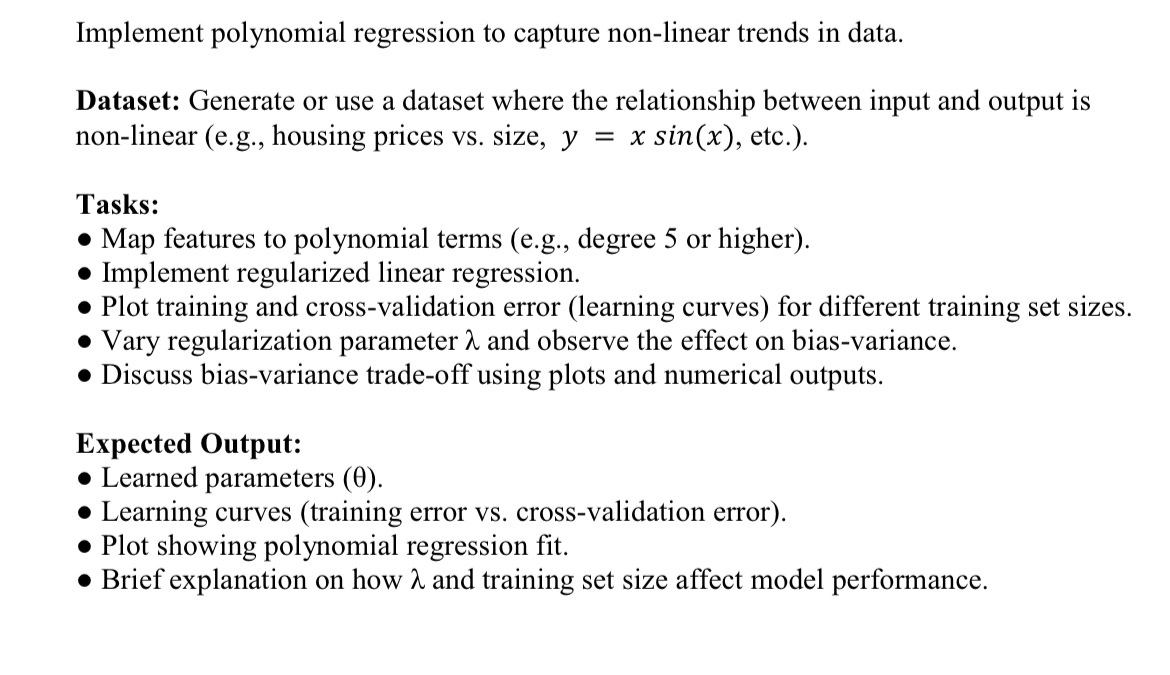 Implement polynomial regression to capture non-linear trends in data.
Dataset: Generate or use a dataset where the relationship between input and output is
non-linear (e.g., housing prices vs. size, y = x sin(x), etc.).
Tasks:
● Map features to polynomial terms (e.g., degree 5 or higher).
● Implement regularized linear regression.
● Plot training and cross-validation error (learning curves) for different training set sizes.
● Vary regularization parameter λ and observe the effect on bias-variance.
● Discuss bias-variance trade-off using plots and numerical outputs.
Expected Output:
● Learned parameters (θ).
● Learning curves (training error vs. cross-validation error).
● Plot showing polynomial regression fit.
● Brief explanation on how λ and training set size affect model performance.